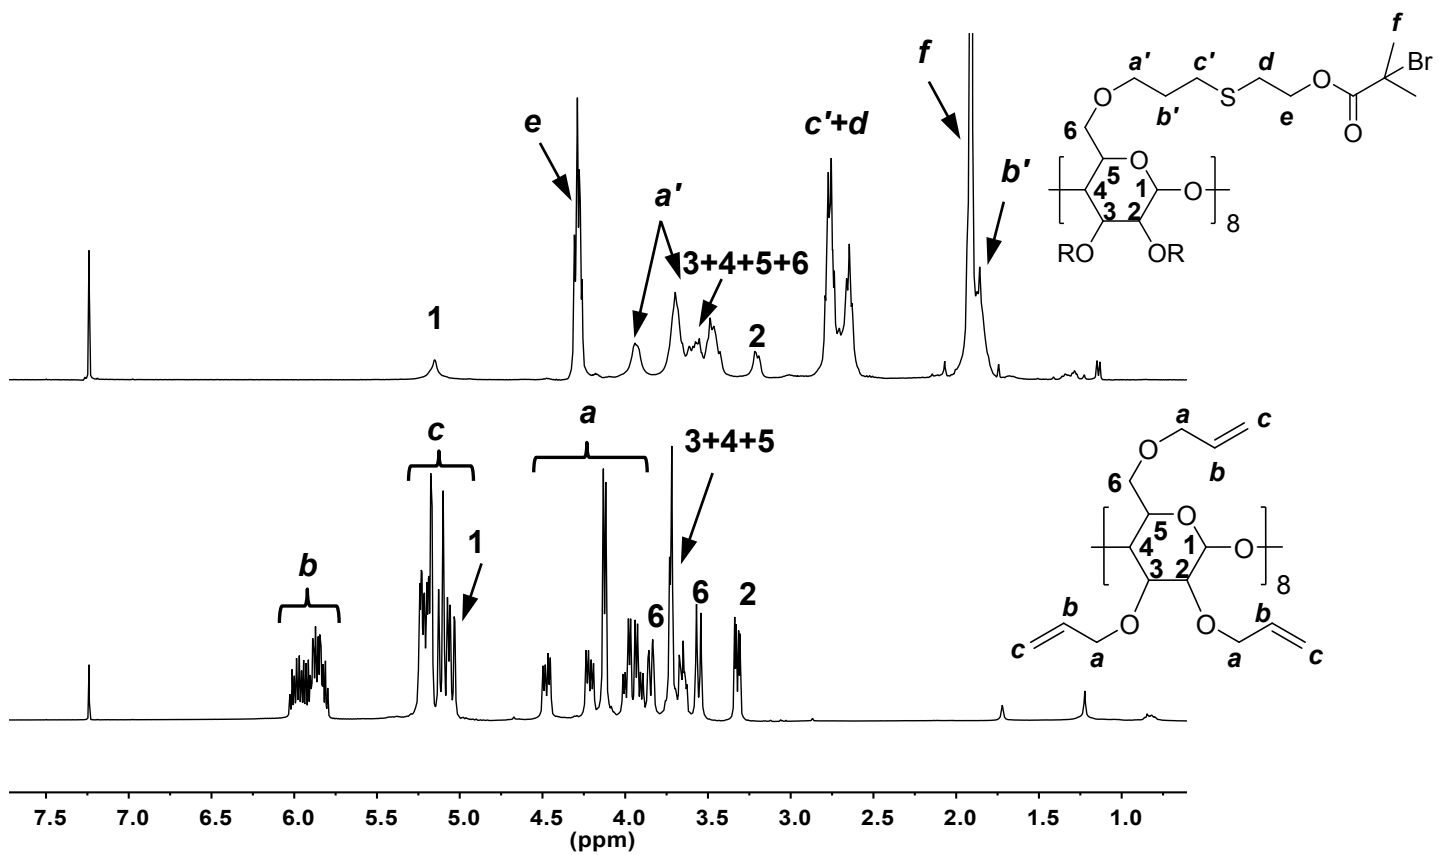 f
a' c' d O Br
f
S
O b' e O
e c'+d 6
O
a' b' 5
4 1 O
3+4+5+6 3 2 8
1 2 RO OR
a a c
c 3+4+5 O
b
6
1 O
5
b 4 1 O
6 6 2 3 2 8
b b
c O O
a a c
7.5 7.0 6.5 6.0 5.5 5.0 4.5 4.0 3.5 3.0 2.5 2.0 1.5 1.0
(ppm)